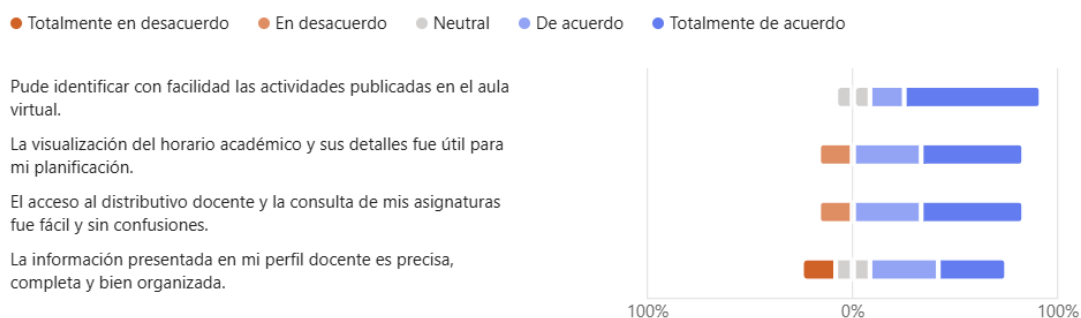 Totalmente en desacuerdo En desacuerdo Neutral De acuerdo Totalmente de acuerdo
Pude identificar con facilidad las actividades publicadas en el aula
virtual.
La visualización del horario académico y sus detalles fue útil para
mi planificación.
El acceso al distributivo docente y la consulta de mis asignaturas
fue fácil y sin confusiones.
La información presentada en mi perfil docente es precisa,
completa y bien organizada.
100% 0% 100%